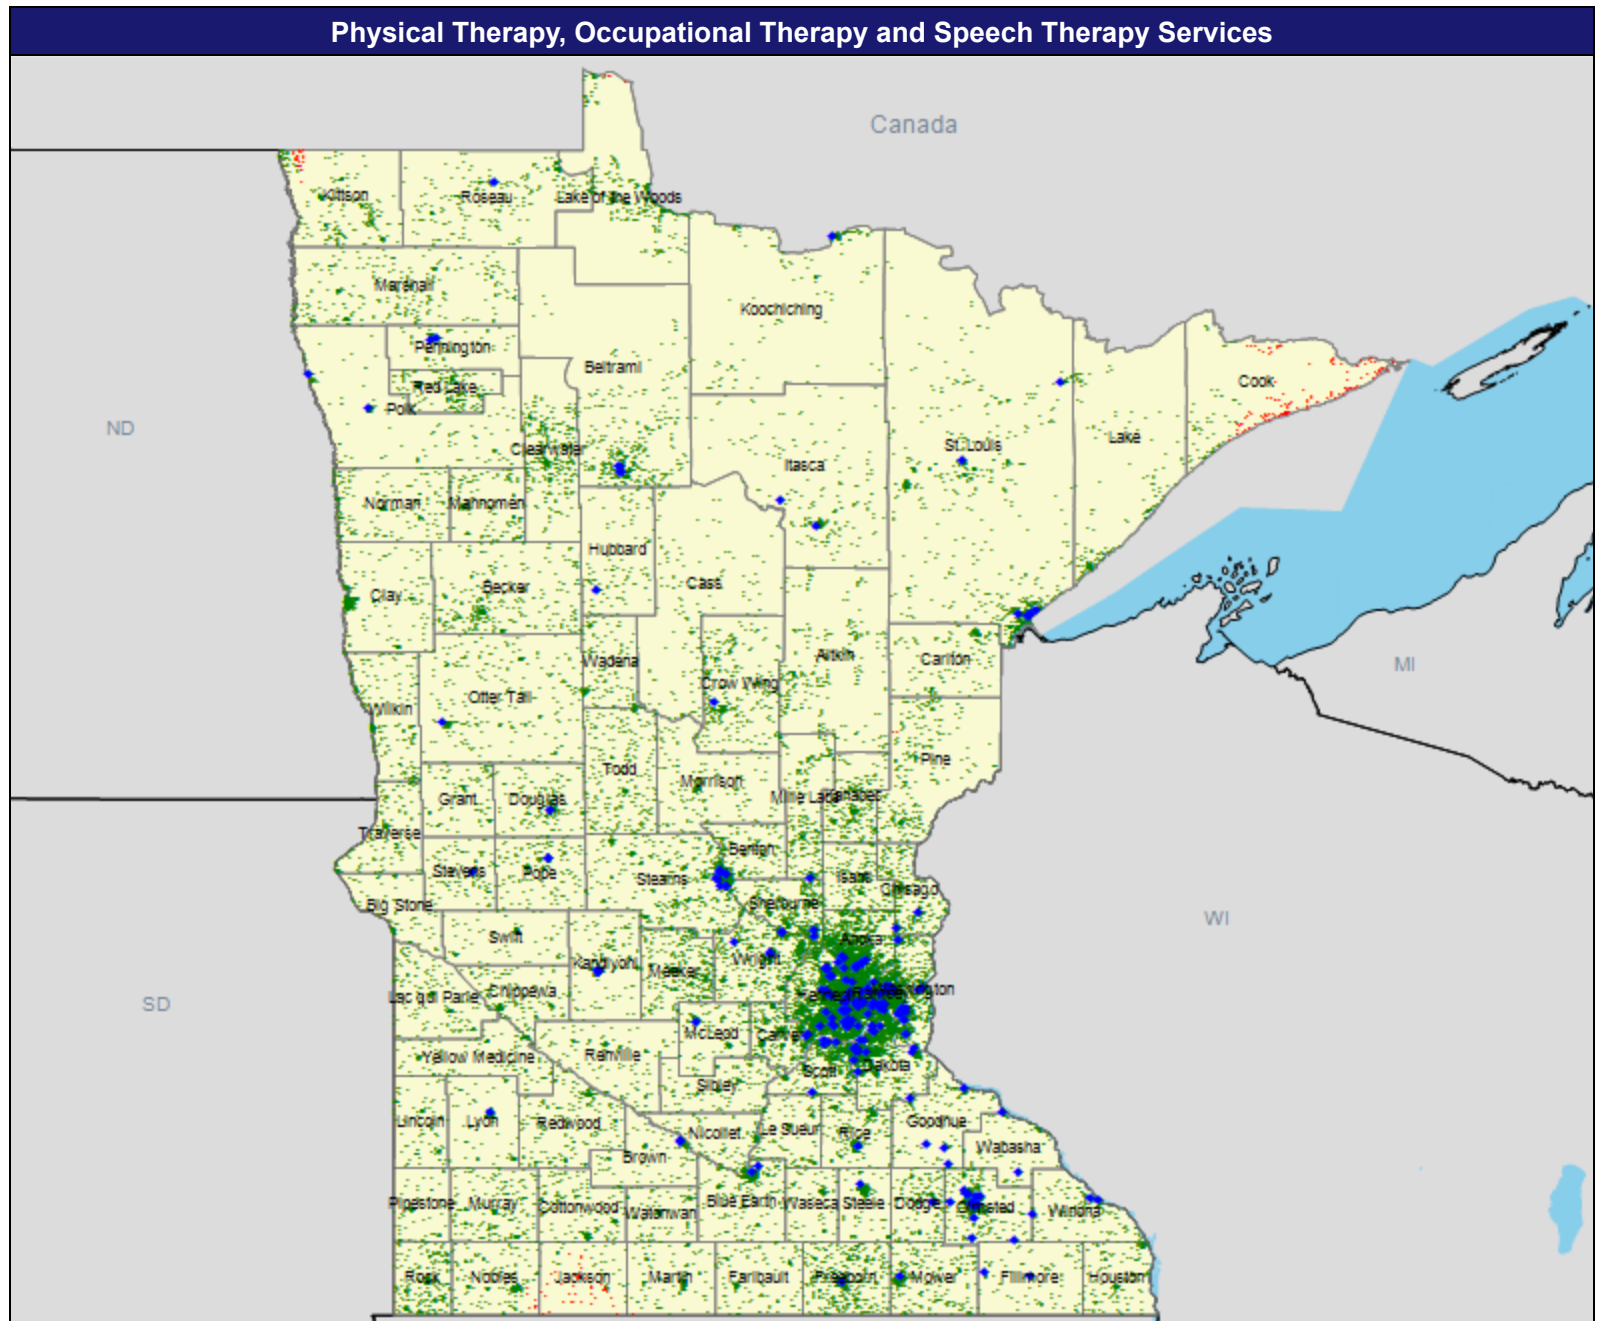 Physical Therapy, Occupational Therapy and Speech Therapy Services
Canada
Kittson
Roseau
Lake of the Woods
Marshall
Koochiching
Pennington
Beltrami
Red Lake
Cook
Polk
ND
Lake
St. Louis
Clearwater
Itasca
Norman
Mahnomen
Hubbard
Cass
Becker
Clay
Aitkin
Carlton
Wadena
MI
Crow Wing
Otter Tail
Wilkin
Pine
Todd
Morrison
Grant
Douglas
Mille Lacs
Kanabec
Traverse
Benton
Stevens
Pope
Stearns
Isanti
Chisago
Big Stone
Sherburne
WI
Swift
Anoka
Wright
Kandiyohi
Meeker
Lac qui Parle
Chippewa
Hennepin
Ramsey
Washington
SD
McLeod
Carver
Yellow Medicine
Renville
Scott
Dakota
Sibley
Lincoln
Lyon
Redwood
Nicollet
Le Sueur
Rice
Goodhue
Wabasha
Brown
Pipestone
Murray
Cottonwood
Watonwan
Blue Earth
Waseca
Steele
Dodge
Olmsted
Winona
Rock
Nobles
Jackson
Martin
Faribault
Freeborn
Mower
Fillmore
Houston